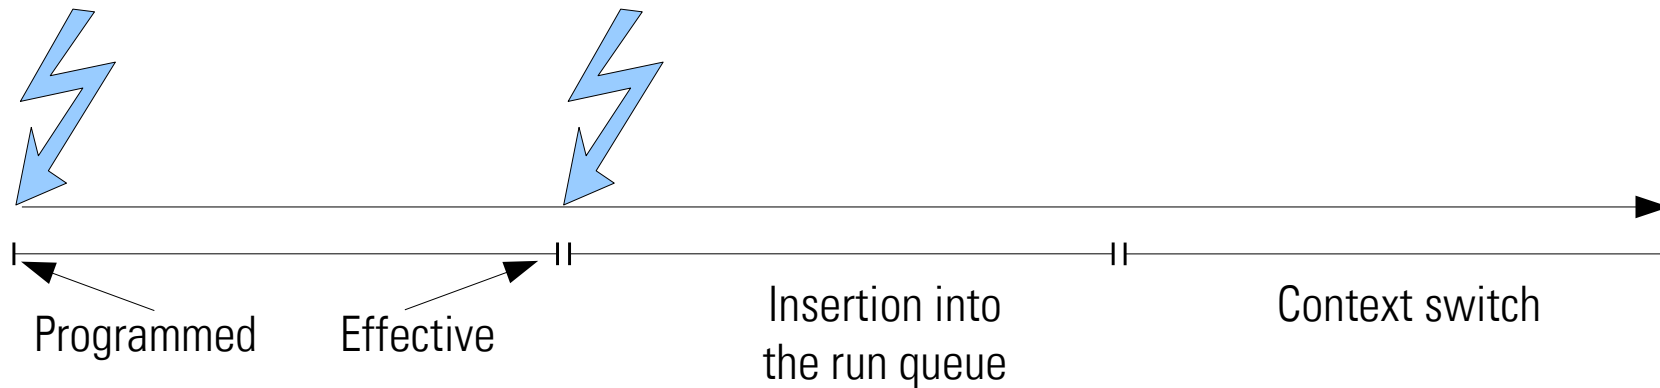 Programmed
Effective
Insertion into
the run queue
Context switch